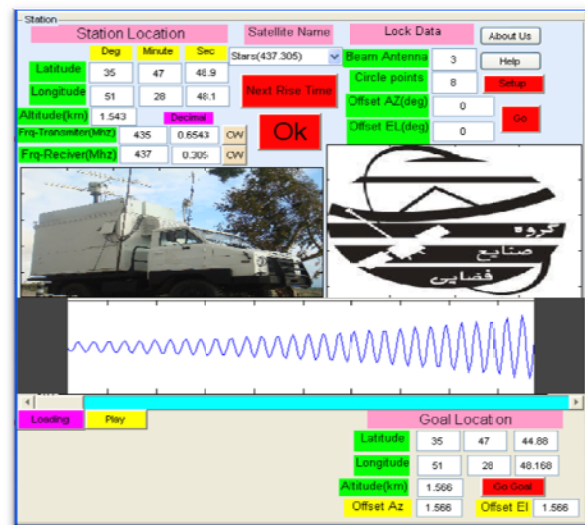 Station
Station Location
Satellite Name
Lock Data
About Us
Deg Minute Sec
Stars(437.305)
Beam Antenna 3
Help
Latitude 35 47 48.9
Circle points 8
Setup
Longitude 51 28 48.1
Next Rise Time
Offset AZ(deg) 0
Go
Altitude(km) 1.543
Decimal
Offset EL(deg) 0
Frq-Transmiter(Mhz) 435 0.6543 CW
Ok
Frq-Reciver(Mhz) 437 0.305 CW
گروه
صنایع
فضایی
Loading Play
Goal Location
Latitude 35 47 44.88
Longitude 51 28 48.168
Altitude(km) 1.566 Go Goal
Offset Az 1.566 Offset El 1.566